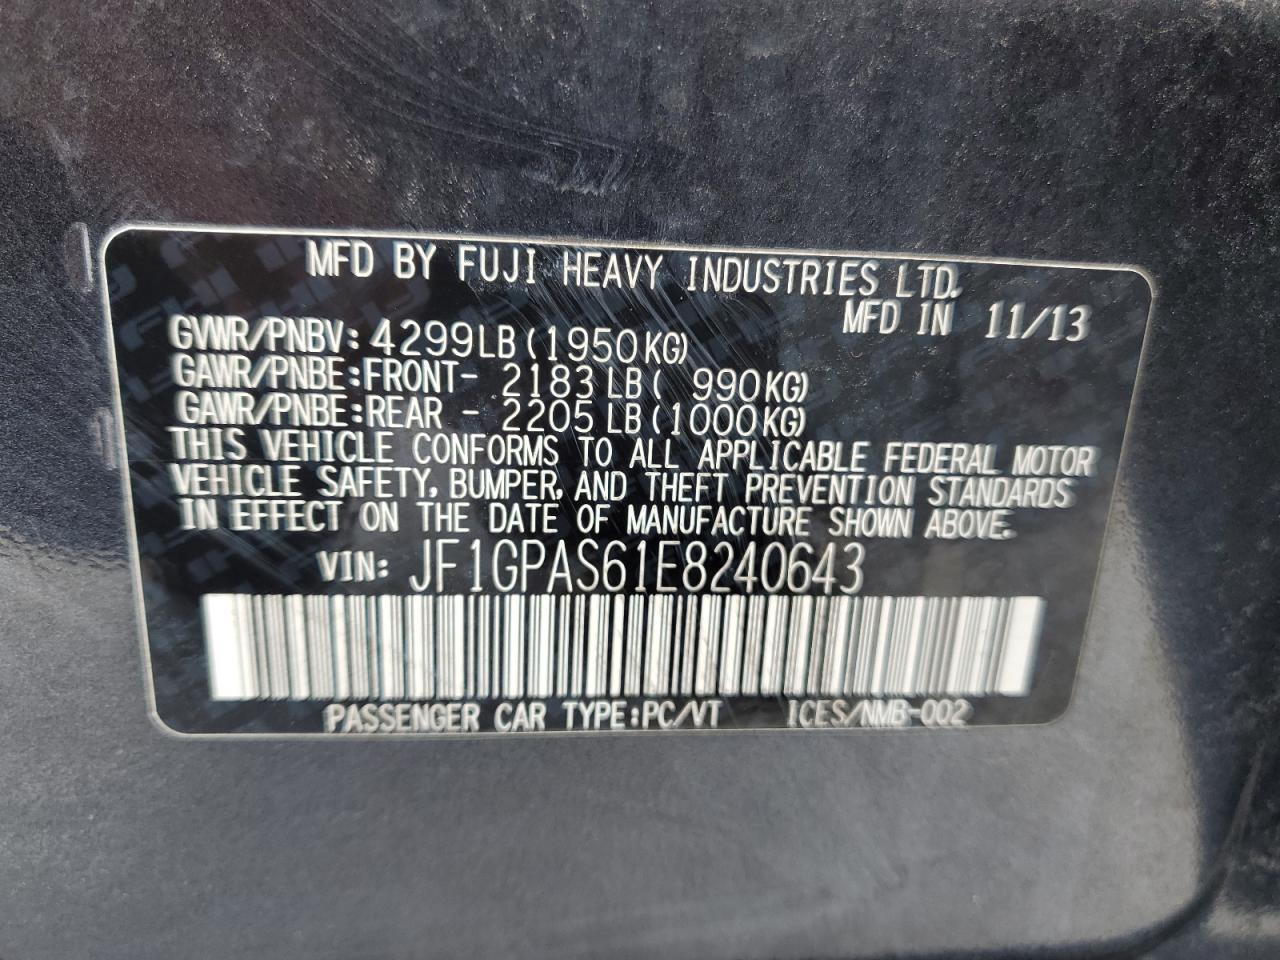 MFD BY FUJI HEAVY INDUSTRIES LTD.
MFD IN 11/13
GVWR/PNBV: 4299LB (1950KG)
GAWR/PNBE:FRONT- 2183 LB ( 990KG)
GAWR/PNBE:REAR - 2205 LB (1000KG)
THIS VEHICLE CONFORMS TO ALL APPLICABLE FEDERAL MOTOR
VEHICLE SAFETY, BUMPER, AND THEFT PREVENTION STANDARDS
IN EFFECT ON THE DATE OF MANUFACTURE SHOWN ABOVE.
VIN: JF1GPAS61E8240643
PASSENGER CAR TYPE:PC/VT ICES/NMB-002